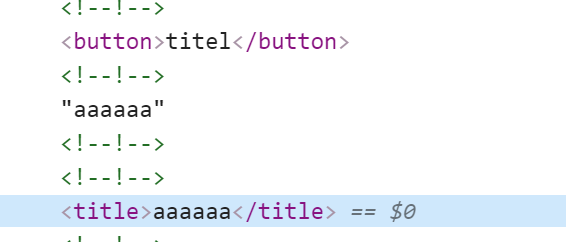 <!--!-->
<button>titel</button>
<!--!-->
"aaaaaa"
<!--!-->
<!--!-->
<title>aaaaaa</title> == $0